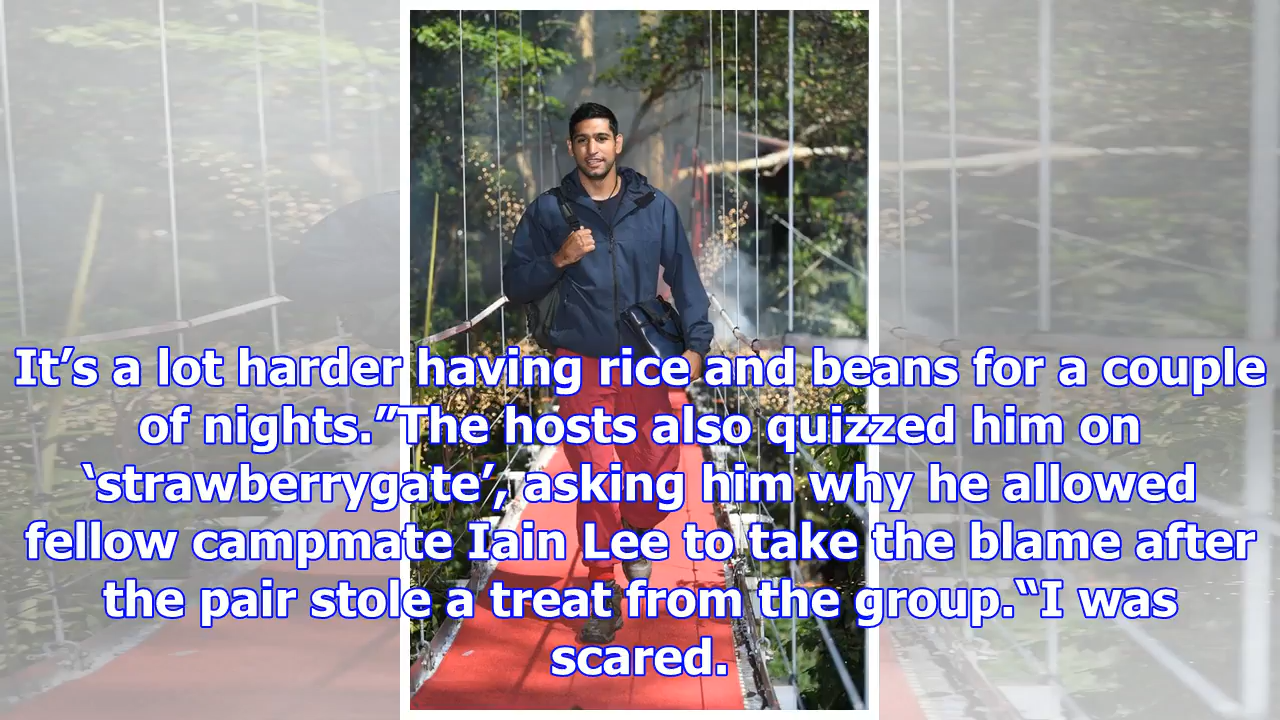 It’s a lot harder having rice and beans for a couple
of nights.”The hosts also quizzed him on
‘strawberrygate’, asking him why he allowed
fellow campmate Iain Lee to take the blame after
the pair stole a treat from the group.“I was
scared.